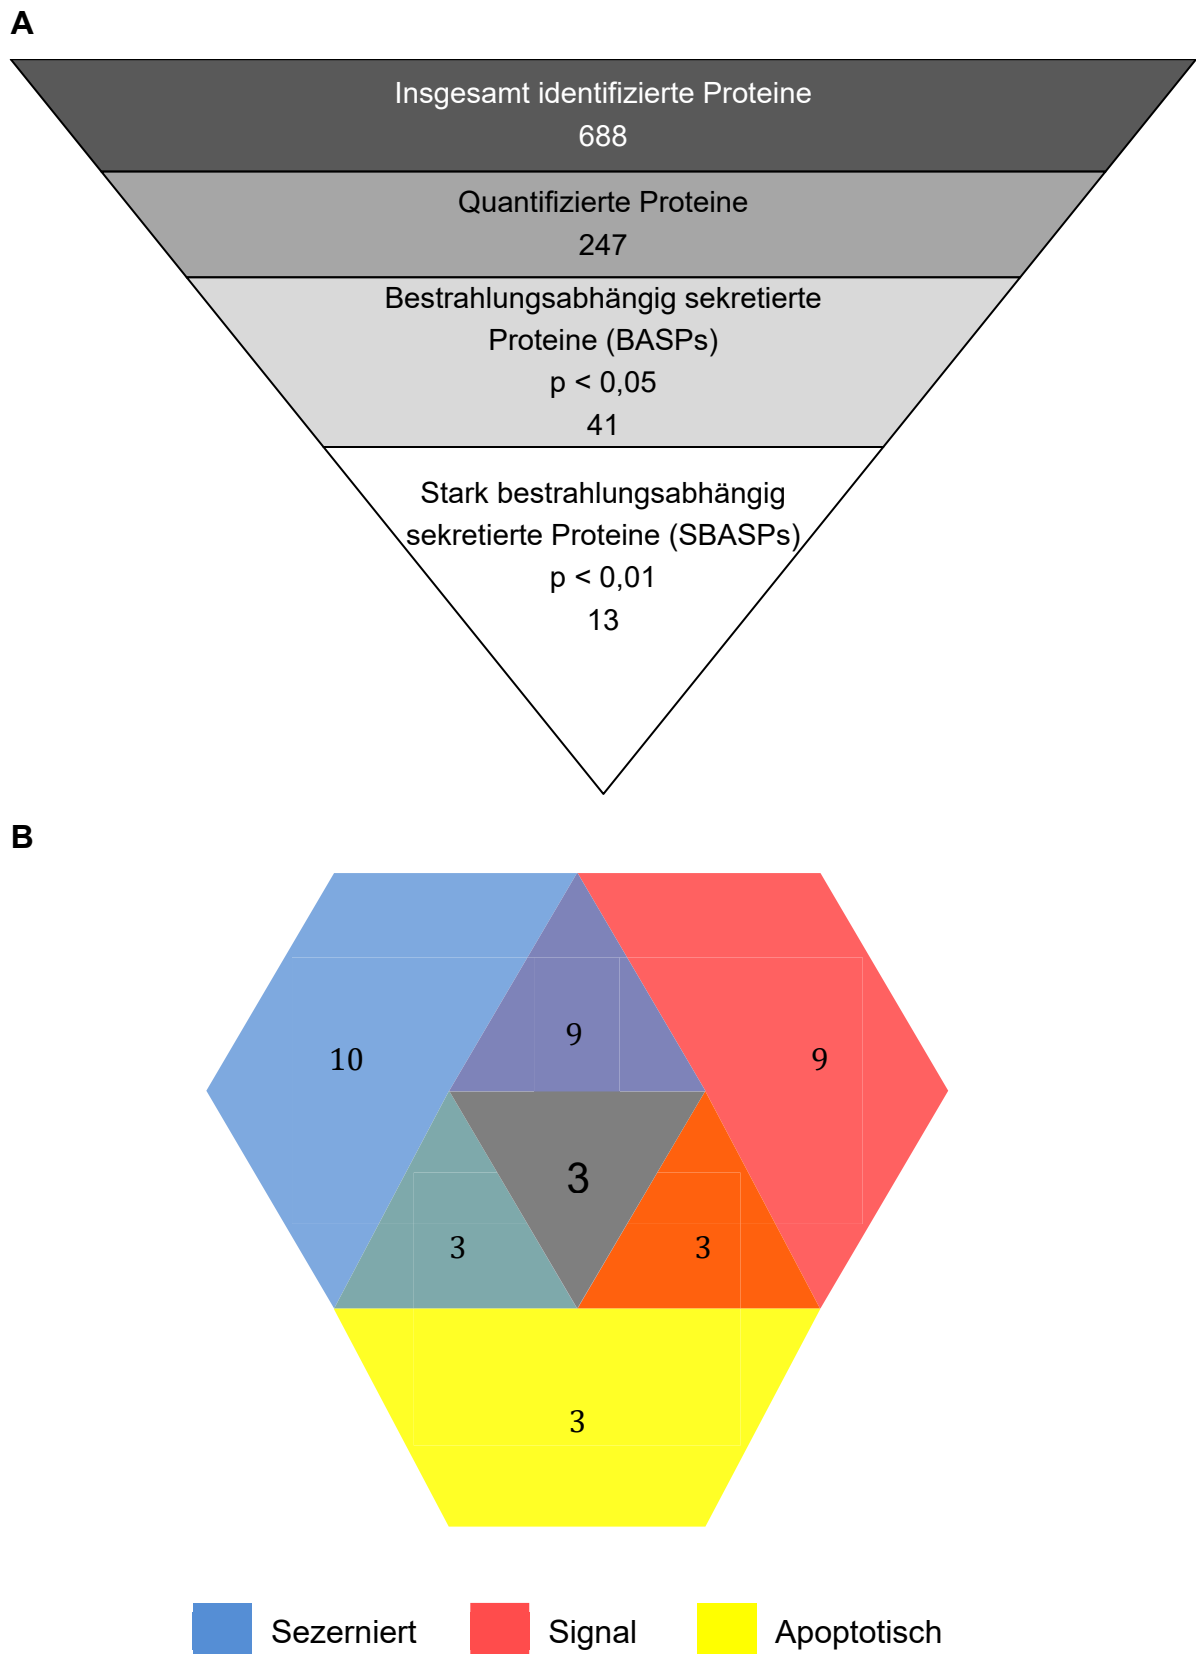 A
Insgesamt identifizierte Proteine
688
Quantifizierte Proteine
247
Bestrahlungsabhängig sekretierte
Proteine (BASPs)
p < 0,05
41
Stark bestrahlungsabhängig
sekretierte Proteine (SBASPs)
p < 0,01
13
B
9
10
9
3
3
3
3
Sezerniert
Signal
Apoptotisch